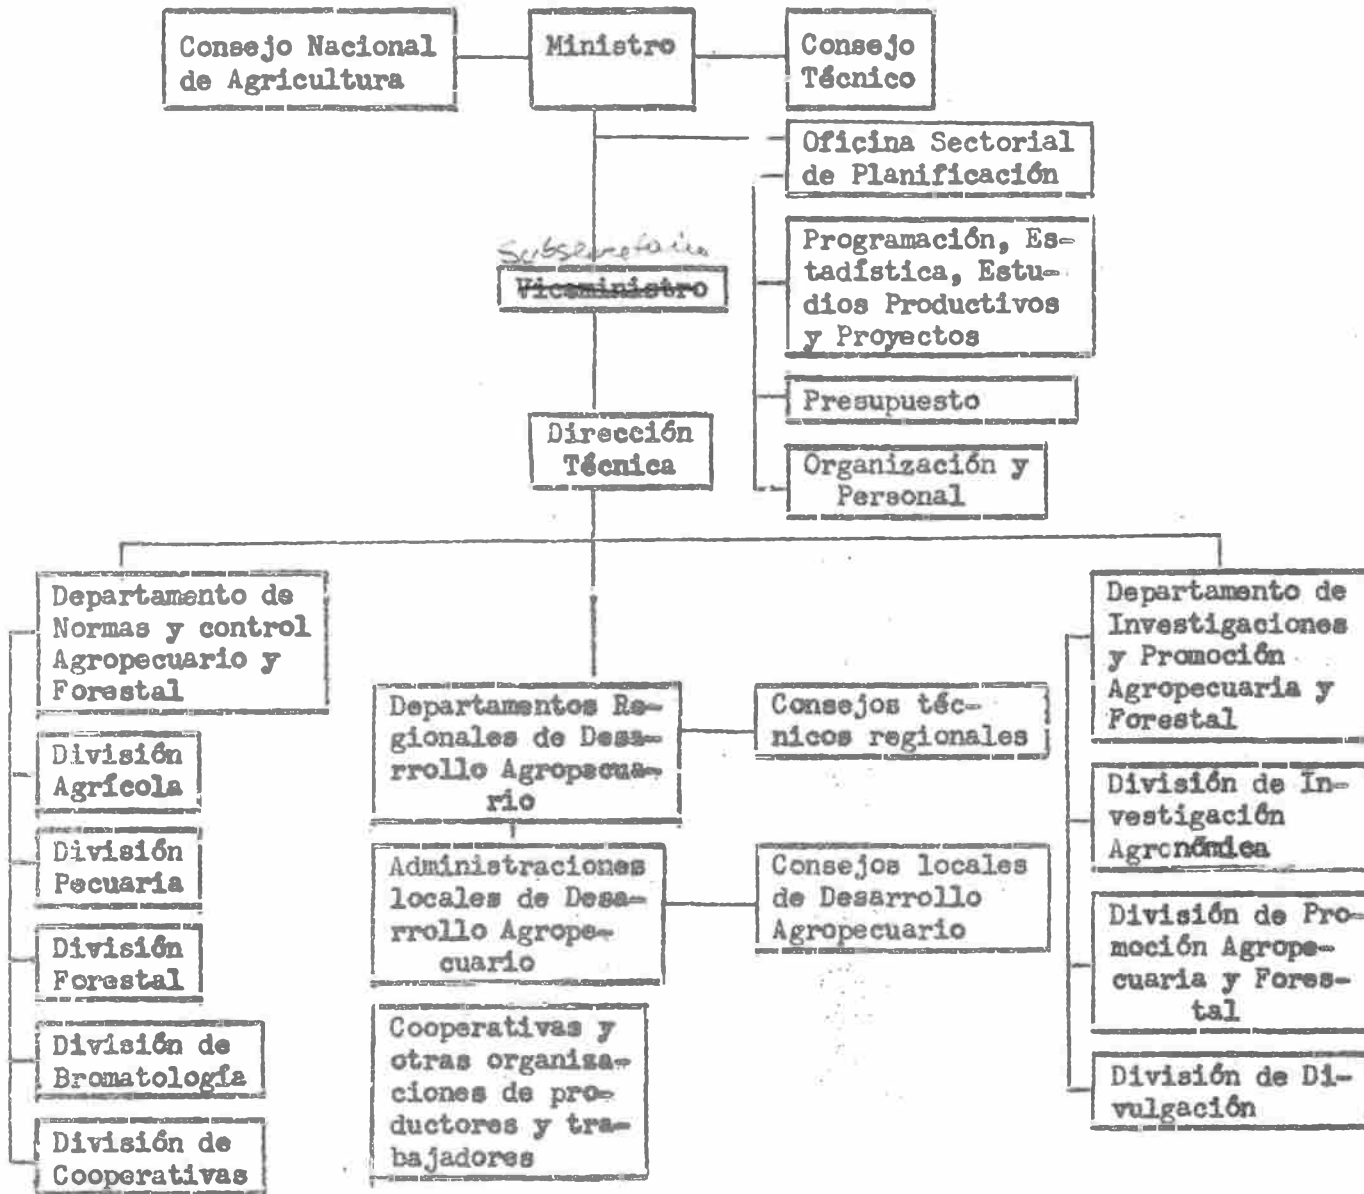 Consejo Nacional
de Agricultura
Ministro
Consejo
Técnico
Oficina Sectorial
de Planificación
Programación, Es-
tadística, Estu-
dios Productivos
y Proyectos
Subsecretario
Viceministro
Presupuesto
Dirección
Técnica
Organización y
Personal
Departamento de
Normas y control
Agropecuario y
Forestal
División
Agrícola
División
Pecuaria
División
Forestal
División de
Bromatología
División de
Cooperativas
Departamentos Re-
gionales de Desa-
rrollo Agropecua-
rio
Consejos téc-
nicos regionales
Administraciones
locales de Desa-
rrollo Agrope-
cuario
Consejos locales
de Desarrollo
Agropecuario
Cooperativas y
otras organiza-
ciones de pro-
ductores y tra-
bajadores
Departamento de
Investigaciones
y Promoción
Agropecuaria y
Forestal
División de In-
vestigación
Agronómica
División de Pro-
moción Agrope-
cuaria y Fores-
tal
División de Di-
vulgación